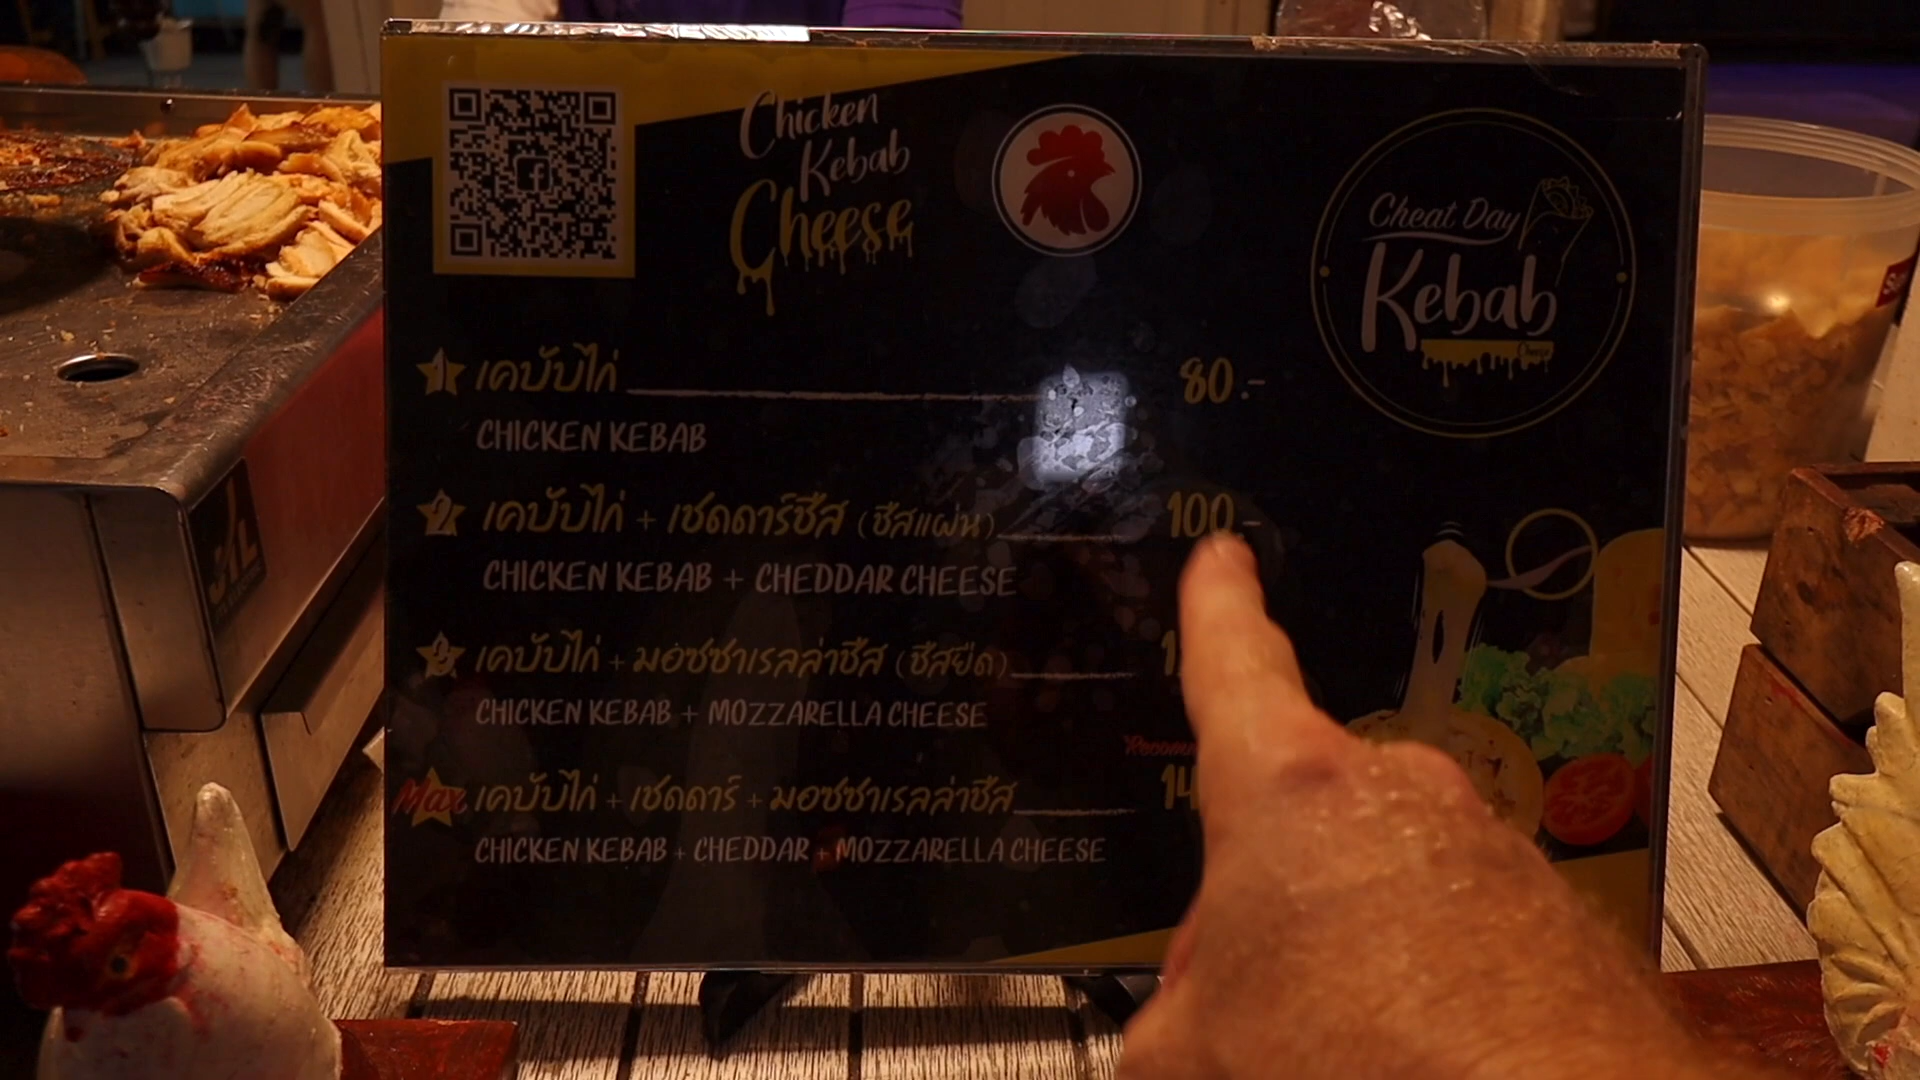 Chicken
Kebab
Cheese
Cheat Day
Kebab
Cheese
1 เคบับไก่ 80.-
CHICKEN KEBAB
2 เคบับไก่ + เชดดาร์ชีส (ชีสแผ่น) 100.-
CHICKEN KEBAB + CHEDDAR CHEESE
3 เคบับไก่ + มอซซาเรลล่าชีส (ชีสยืด)
CHICKEN KEBAB + MOZZARELLA CHEESE
Max เคบับไก่ + เชดดาร์ + มอซซาเรลล่าชีส
CHICKEN KEBAB + CHEDDAR + MOZZARELLA CHEESE